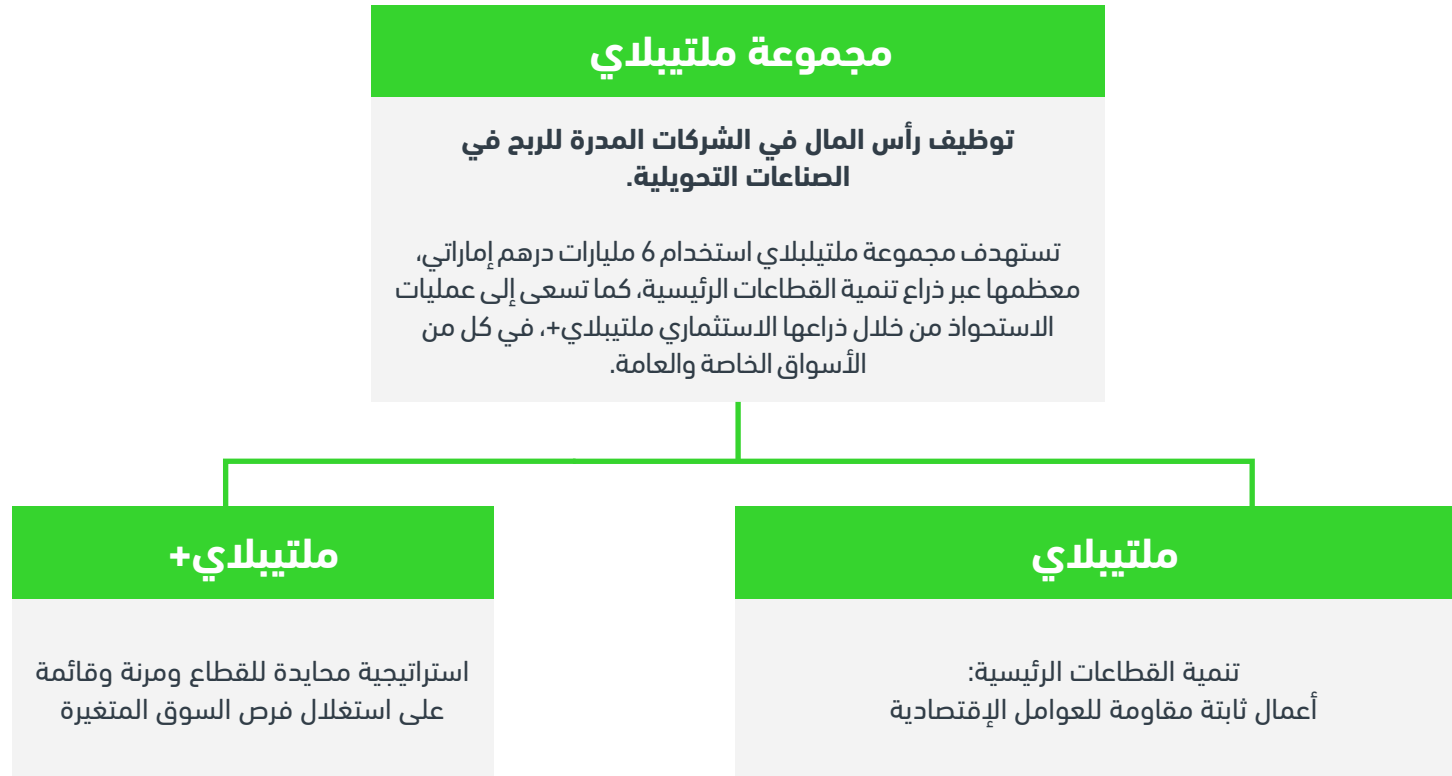 مجموعة ملتيبلاي
توظيف رأس المال في الشركات المدرة للربح في
الصناعات التحويلية.
تستهدف مجموعة ملتيلبلاي استخدام 6 مليارات درهم إماراتي،
معظمها عبر ذراع تنمية القطاعات الرئيسية، كما تسعى إلى عمليات
الاستحواذ من خلال ذراعها الاستثماري ملتيبلاي+، في كل من
الأسواق الخاصة والعامة.
ملتيبلاي
تنمية القطاعات الرئيسية:
أعمال ثابتة مقاومة للعوامل الإقتصادية
ملتيبلاي+
استراتيجية محايدة للقطاع ومرنة وقائمة
على استغلال فرص السوق المتغيرة